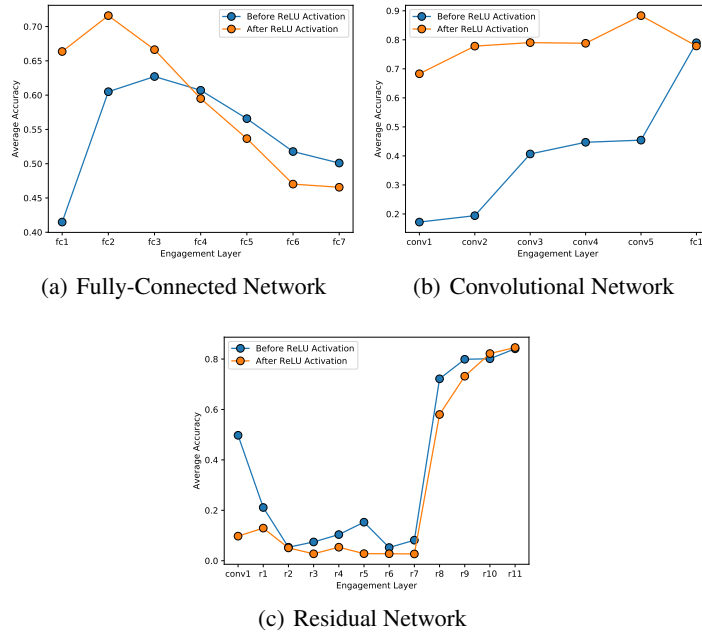 Before ReLU Activation
After ReLU Activation
0.70
0.65
0.60
0.55
0.50
0.45
0.40
Average Accuracy
fc1 fc2 fc3 fc4 fc5 fc6 fc7
Engagement Layer
(a) Fully-Connected Network
Before ReLU Activation
After ReLU Activation
0.9
0.8
0.7
0.6
0.5
0.4
0.3
0.2
Average Accuracy
conv1 conv2 conv3 conv4 conv5 fc1
Engagement Layer
(b) Convolutional Network
Before ReLU Activation
After ReLU Activation
0.8
0.6
0.4
0.2
0.0
Average Accuracy
conv1 r1 r2 r3 r4 r5 r6 r7 r8 r9 r10 r11
Engagement Layer
(c) Residual Network